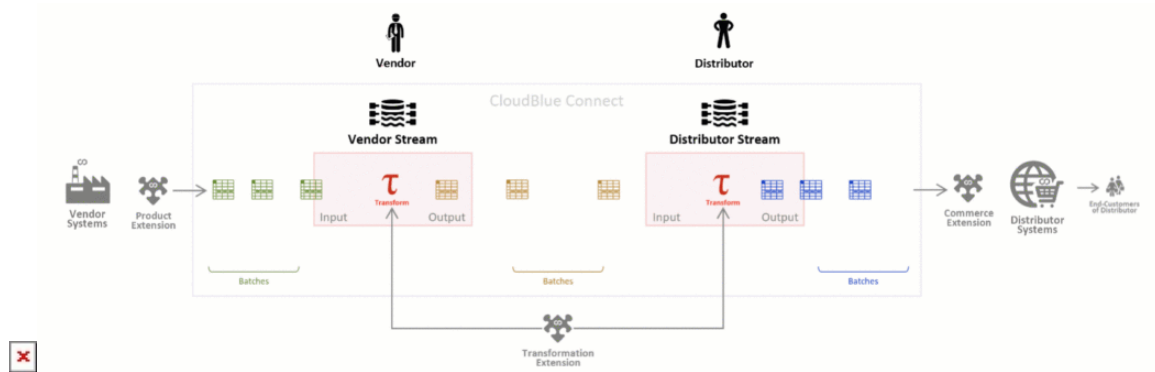 Vendor
Distributor
CloudBlue Connect
Vendor Stream
Distributor Stream
τ
Transform
Input
Output
τ
Transform
Input
Output
Vendor
Systems
Product
Extension
Commerce
Extension
Distributor
Systems
End-Customers
of Distributor
Batches
Batches
Batches
Transformation
Extension